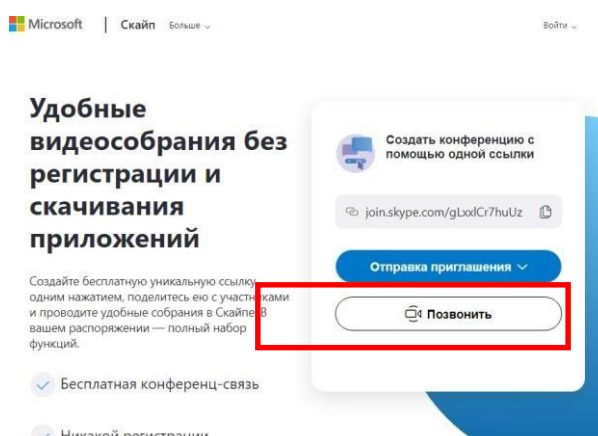 Microsoft | Скайп Больше
Войти
Удобные
видеособрания без
регистрации и
скачивания
приложений
Создайте бесплатную уникальную ссылку
одним нажатием, поделитесь ею с участниками
и проводите удобные собрания в Скайпе. В
вашем распоряжении — полный набор
функций.
Бесплатная конференц-связь
Никакой регистрации
Создать конференцию с
помощью одной ссылки
join.skype.com/gLxxlCr7huUz
Отправка приглашения
Позвонить